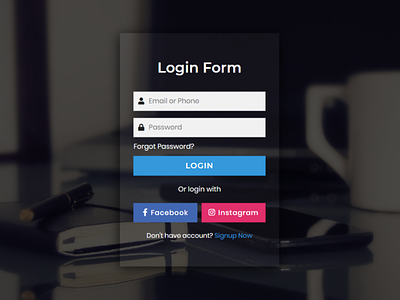 Login Form
Email or Phone
Password
Forgot Password?
LOGIN
Or login with
Facebook Instagram
Don't have account? Signup Now